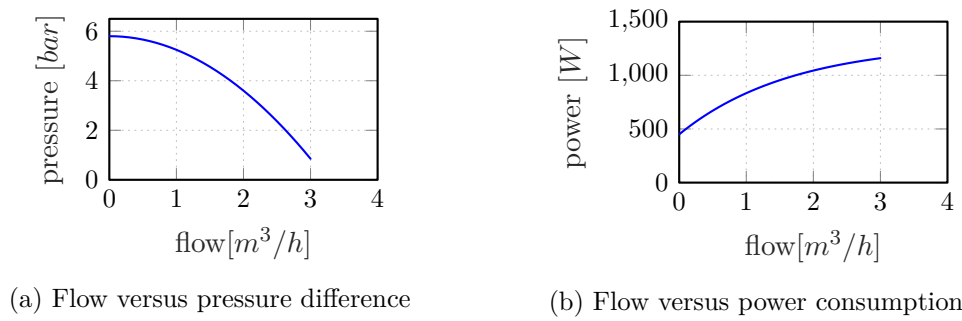 0 1 2 3 4
0
2
4
6
flow[m³/h]
pressure [bar]
(a) Flow versus pressure difference
0 1 2 3 4
0
500
1,000
1,500
flow[m³/h]
power [W]
(b) Flow versus power consumption